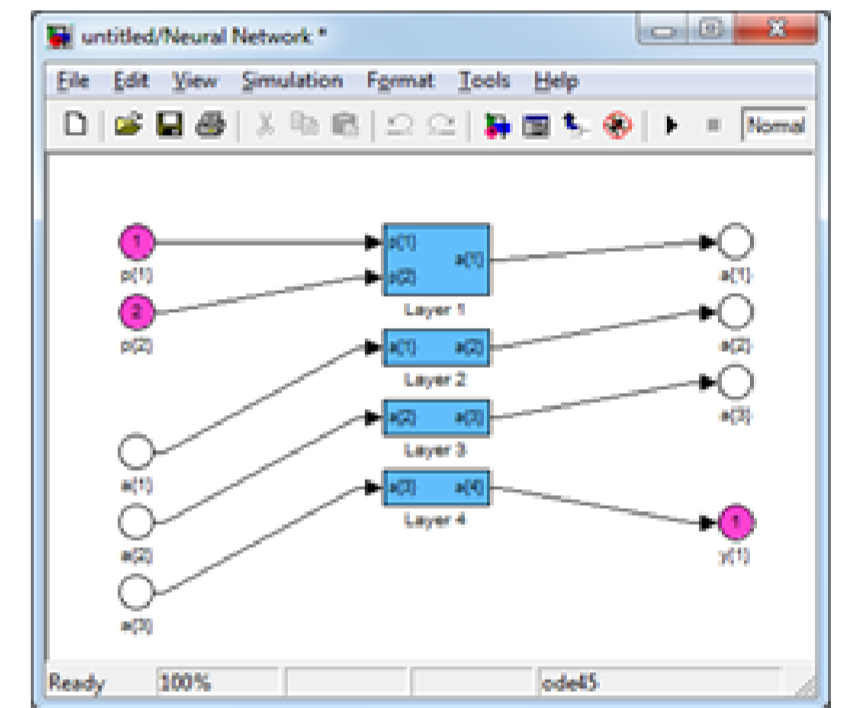 untitled/Neural Network *
File Edit View Simulation Format Tools Help
Normal
1
p{1}
2
p{2}
a{1}
a{2}
a{3}
p{1}
p{2}
a{1}
Layer 1
a{1} a{2}
Layer 2
a{2} a{3}
Layer 3
a{3} a{4}
Layer 4
a{1}
a{2}
a{3}
1
y{1}
Ready 100% ode45